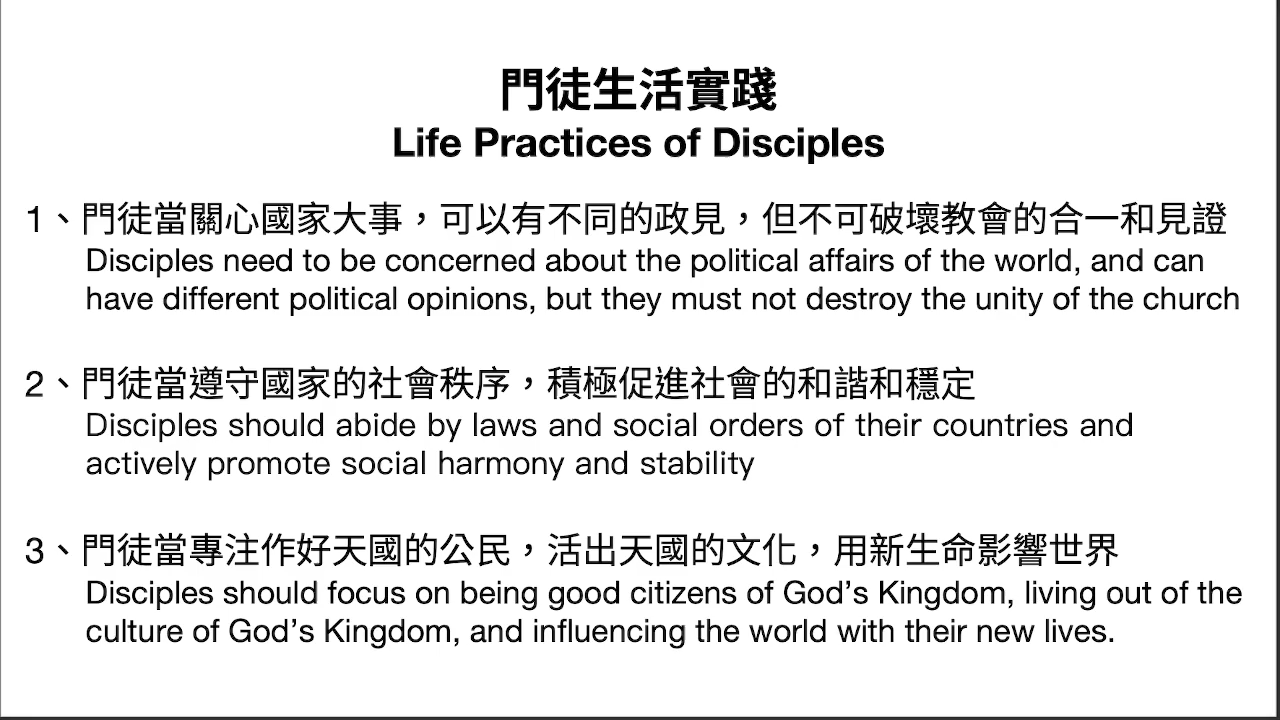 門徒生活實踐
Life Practices of Disciples
1、門徒當關心國家大事，可以有不同的政見，但不可破壞教會的合一和見證
Disciples need to be concerned about the political affairs of the world, and can
have different political opinions, but they must not destroy the unity of the church
2、門徒當遵守國家的社會秩序，積極促進社會的和諧和穩定
Disciples should abide by laws and social orders of their countries and
actively promote social harmony and stability
3、門徒當專注作好天國的公民，活出天國的文化，用新生命影響世界
Disciples should focus on being good citizens of God’s Kingdom, living out of the
culture of God’s Kingdom, and influencing the world with their new lives.